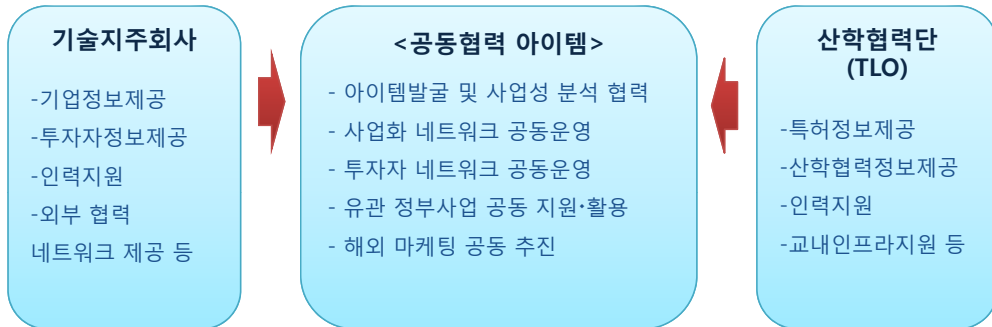 기술지주회사
-기업정보제공
-투자자정보제공
-인력지원
-외부 협력
네트워크 제공 등
<공동협력 아이템>
- 아이템발굴 및 사업성 분석 협력
- 사업화 네트워크 공동운영
- 투자자 네트워크 공동운영
- 유관 정부사업 공동 지원·활용
- 해외 마케팅 공동 추진
산학협력단
(TLO)
-특허정보제공
-산학협력정보제공
-인력지원
-교내인프라지원 등